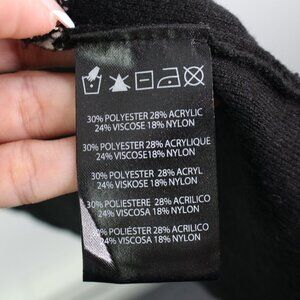 30% POLYESTER 28% ACRYLIC
24% VISCOSE 18% NYLON
30% POLYESTER 28% ACRYLIQUE
24% VISCOSE18% NYLON
30% POLYESTER 28% ACRYL
24% VISKOSE 18% NYLON
30% POLIESTERE 28% ACRILICO
24% VISCOSA 18% NYLON
30% POLIÉSTER 28% ACRILICO
24% VISCOSA 18% NYLON